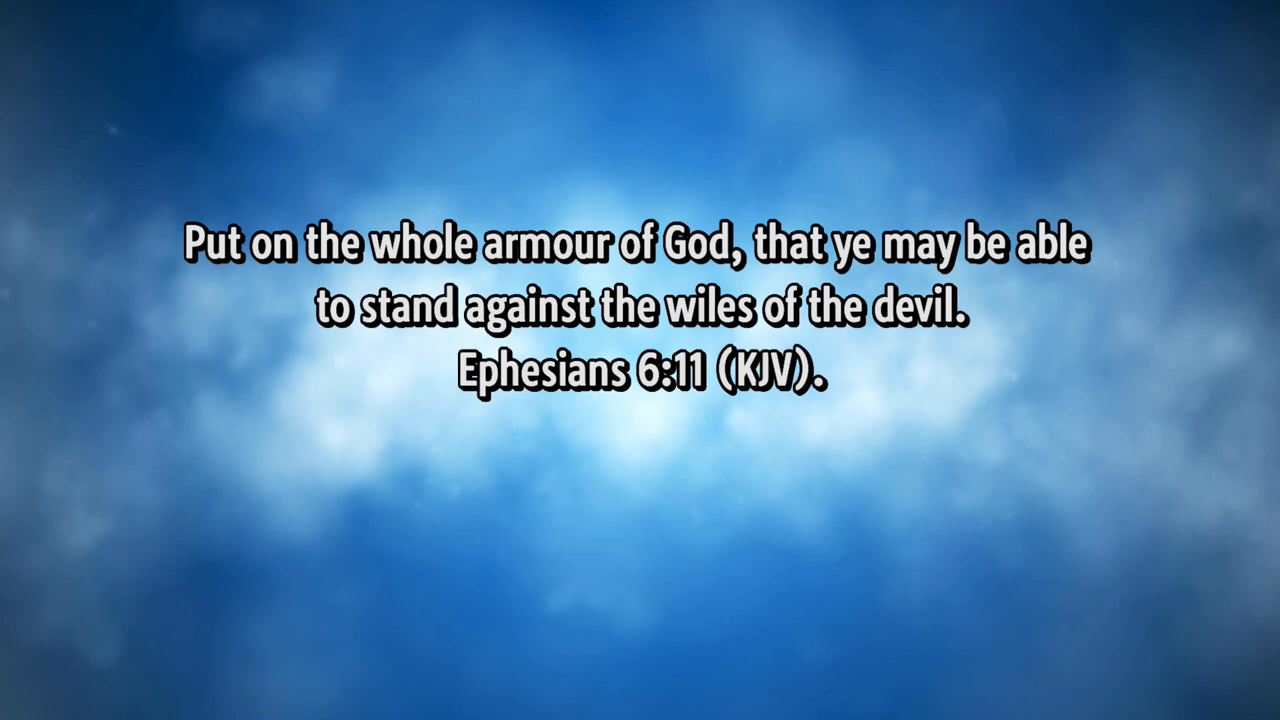 Put on the whole armour of God, that ye may be able
to stand against the wiles of the devil.
Ephesians 6:11 (KJV).